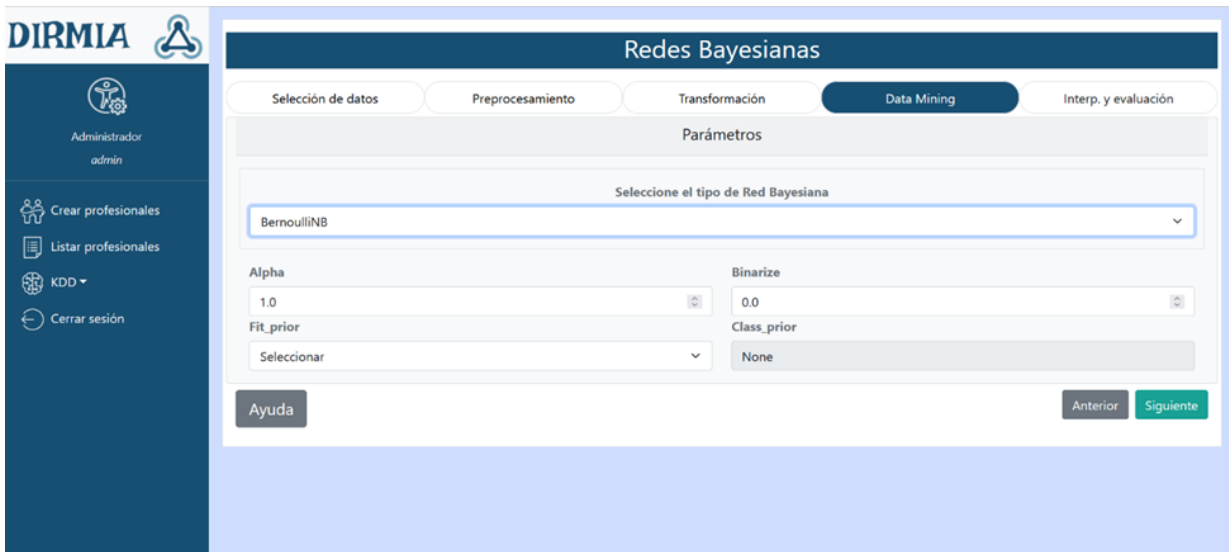 DIRMIA
Administrador
admin
Crear profesionales
Listar profesionales
KDD
Cerrar sesión
Redes Bayesianas
Selección de datos
Preprocesamiento
Transformación
Data Mining
Interp. y evaluación
Parámetros
Seleccione el tipo de Red Bayesiana
BernoulliNB
Alpha
Binarize
1.0
0.0
Fit_prior
Class_prior
Seleccionar
None
Ayuda
Anterior
Siguiente